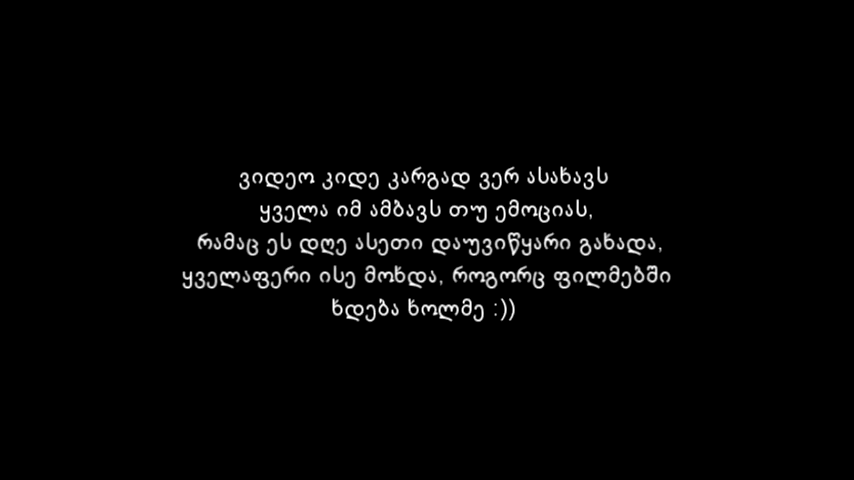 ვიდეო კიდე კარგად ვერ ასახავს
ყველა იმ ამბავს თუ ემოციას,
რამაც ეს დღე ასეთი დაუვიწყარი გახადა,
ყველაფერი ისე მოხდა, როგორც ფილმებში
ხდება ხოლმე :))